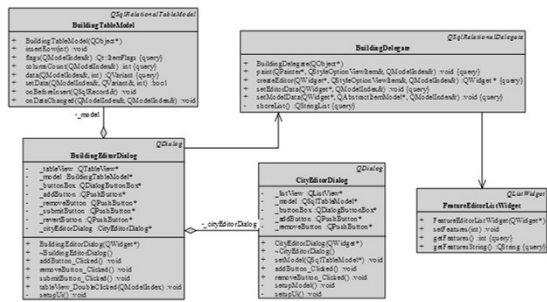 QSqlRelationalTableModel
BuildingTableModel
+ BuildingTableModel(QObject*)
+ insertRow(int) :void
+ flags(QModelIndex&) :Qt::ItemFlags {query}
+ columnCount(QModelIndex&) :int {query}
+ data(QModelIndex&, int) :QVariant {query}
+ setData(QModelIndex&, QVariant&, int) :bool
+ onBeforeInsert(QSqlRecord&) :void
+ onDataChanged(QModelIndex&, QModelIndex&) :void
-_model
QSqlRelationalDelegate
BuildingDelegate
+ BuildingDelegate(QObject*)
+ paint(QPainter*, QStyleOptionViewItem&, QModelIndex&) :void {query}
+ createEditor(QWidget*, QStyleOptionViewItem&, QModelIndex&) :QWidget* {query}
+ setEditorData(QWidget*, QModelIndex&) :void {query}
+ setModelData(QWidget*, QAbstractItemModel*, QModelIndex&) :void {query}
- shoreList() :QStringList {query}
QDialog
BuildingEditorDialog
- _tableView :QTableView*
- _model :BuildingTableModel*
- _buttonBox :QDialogButtonBox*
- _addButton :QPushButton*
- _removeButton :QPushButton*
- _submitButton :QPushButton*
- _revertButton :QPushButton*
- _cityEditorDialog :CityEditorDialog*
+ BuildingEditorDialog(QWidget*)
+ ~BuildingEditorDialog()
+ addButton_Clicked() :void
+ removeButton_Clicked() :void
+ submitButton_Clicked() :void
+ tableView_DoubleClicked(QModelIndex) :void
- setupUi() :void
-_cityEditorDialog
QDialog
CityEditorDialog
- _listView :QListView*
- _model :QSqlTableModel*
- _buttonBox :QDialogButtonBox*
- _addButton :QPushButton*
- _removeButton :QPushButton*
+ CityEditorDialog(QWidget*)
+ ~CityEditorDialog()
+ setModel(QSqlTableModel*) :void
+ addButton_Clicked() :void
+ removeButton_Clicked() :void
- setupModel() :void
- setupUi() :void
QListWidget
FeatureEditorListWidget
+ FeatureEditorListWidget(QWidget*)
+ setFeatures(int) :void
+ getFeatures() :int {query}
+ getFeaturesString() :QString {query}